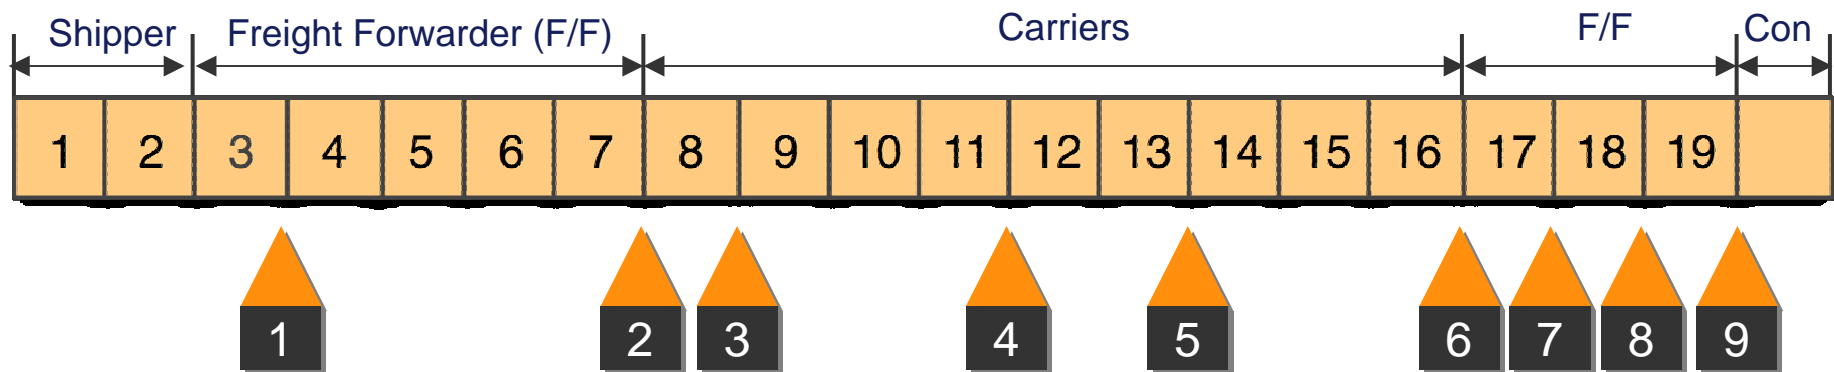 Shipper Freight Forwarder (F/F) Carriers F/F Con
1 2 3 4 5 6 7 8 9 10 11 12 13 14 15 16 17 18 19
1 2 3 4 5 6 7 8 9